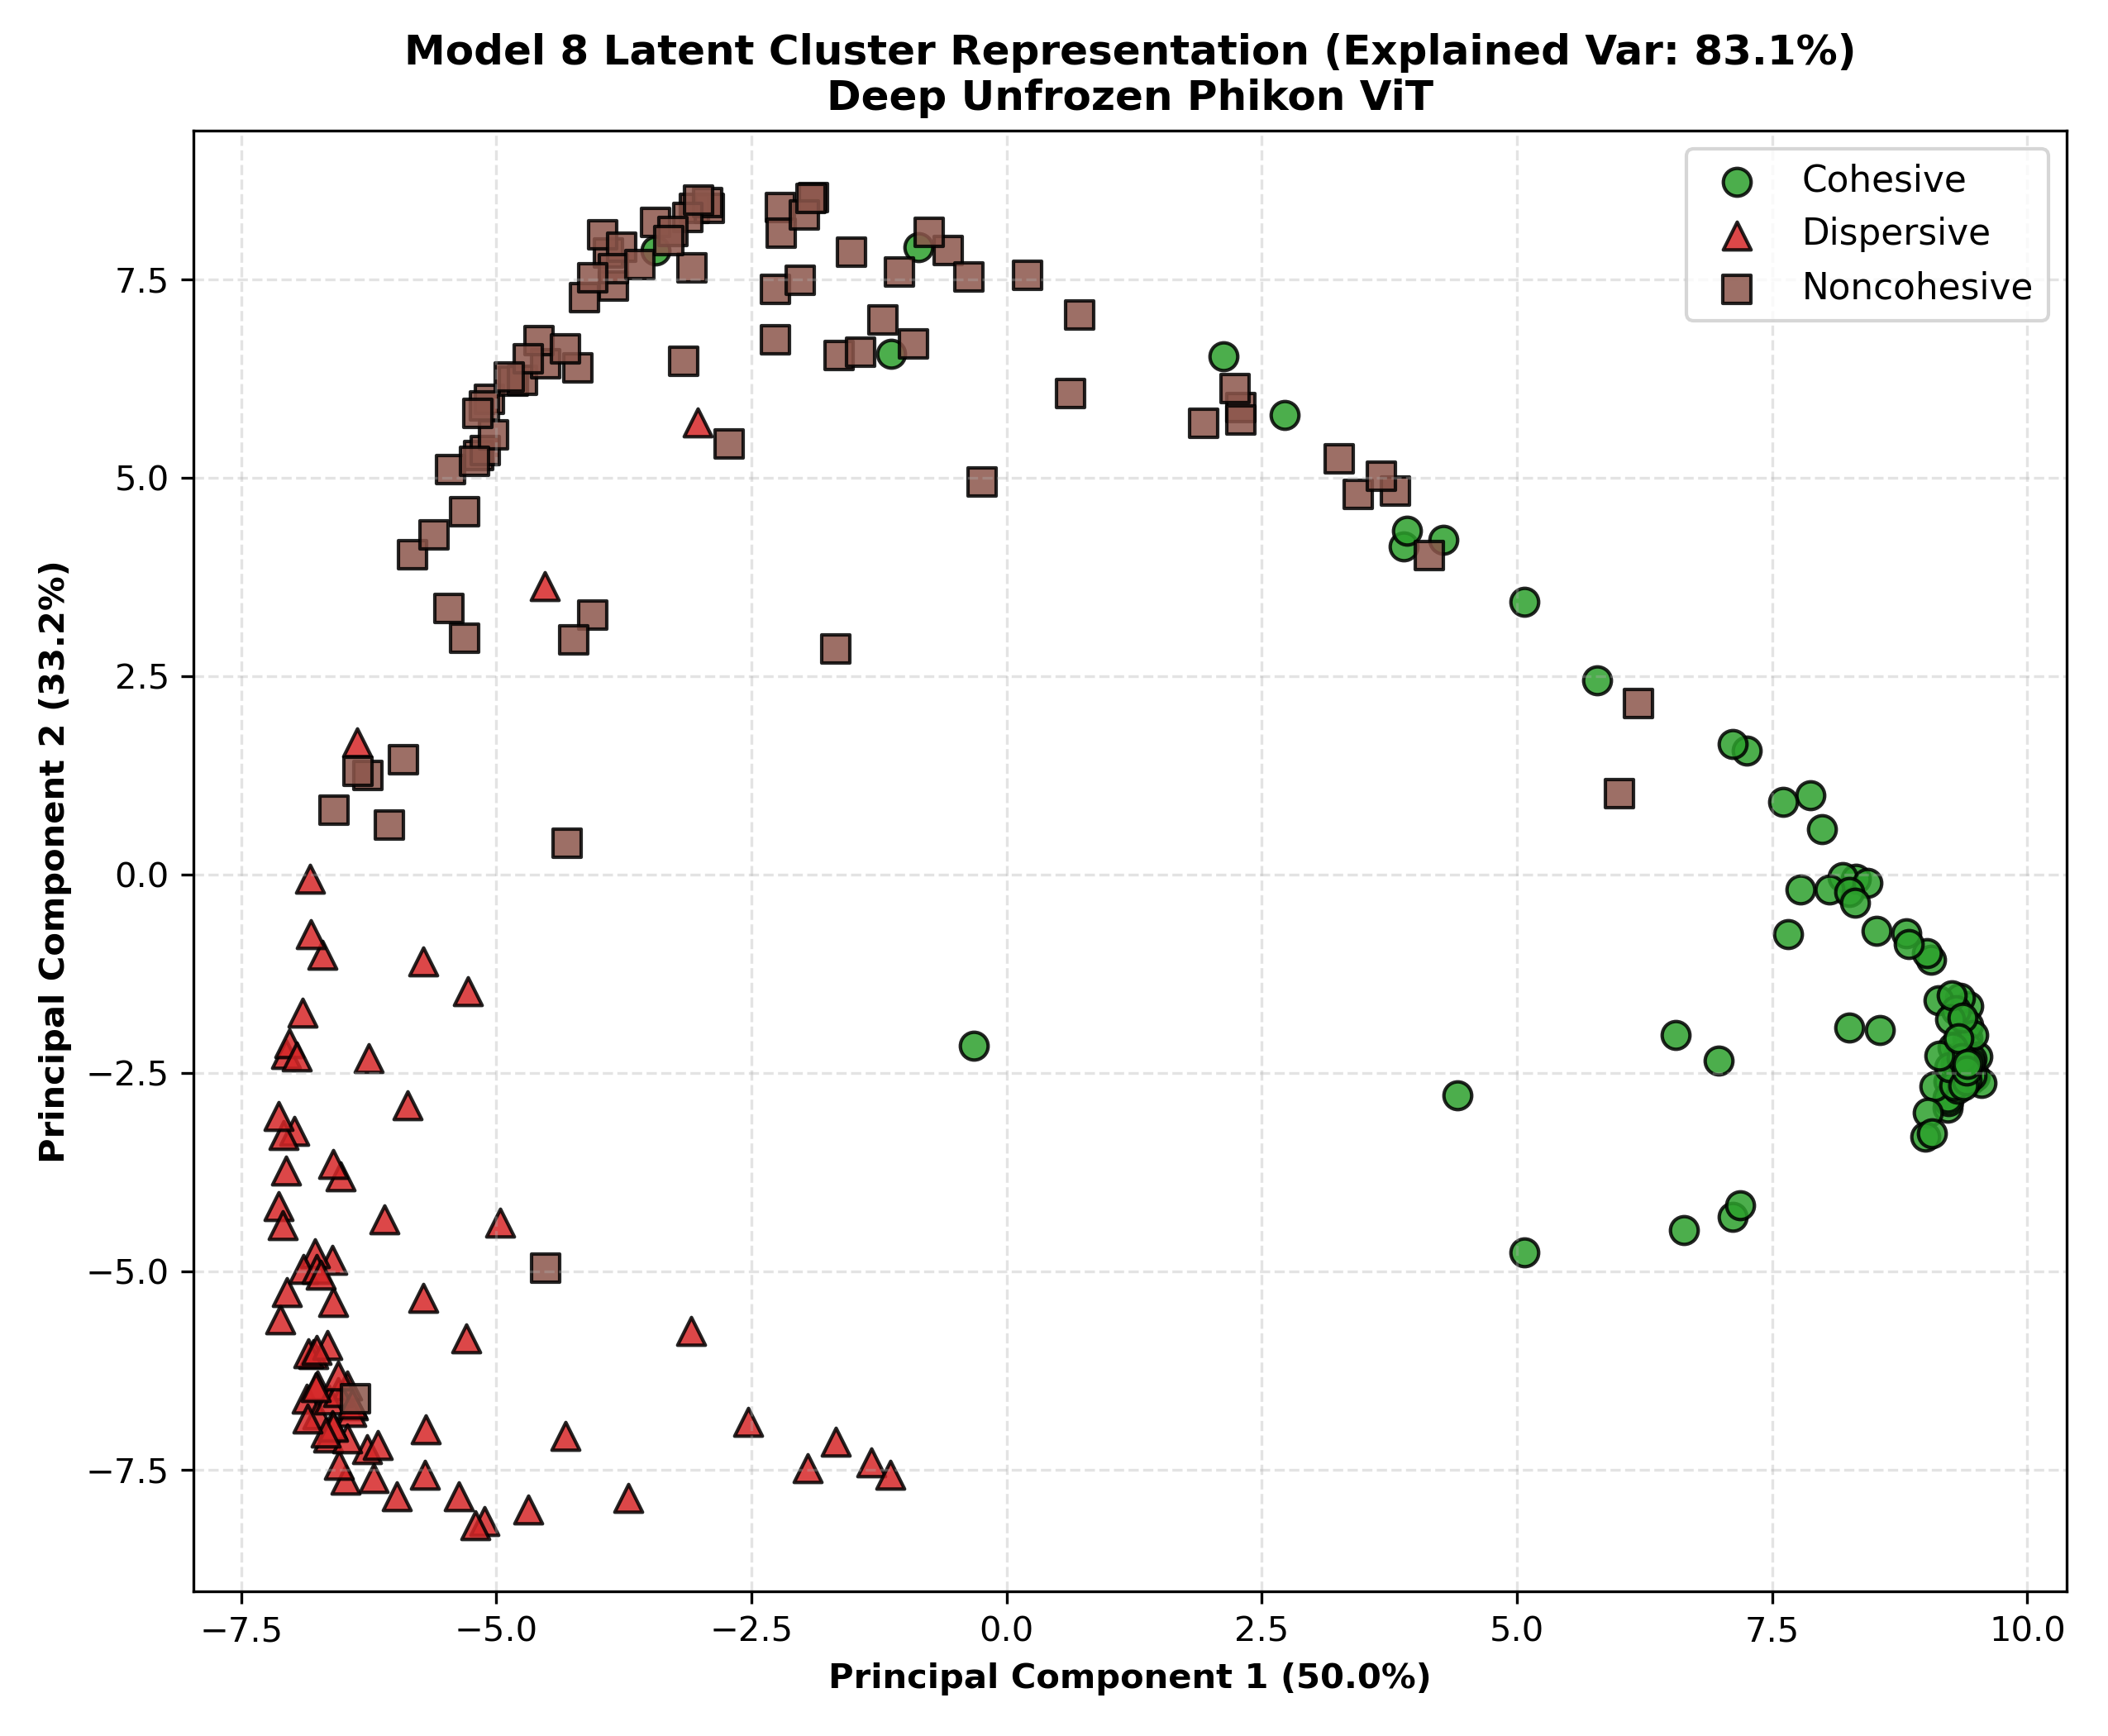 Model 8 Latent Cluster Representation (Explained Var: 83.1%)
Deep Unfrozen Phikon ViT
Cohesive
Dispersive
Noncohesive
Principal Component 2 (33.2%)
7.5
5.0
2.5
0.0
−2.5
−5.0
−7.5
−7.5
−5.0
−2.5
0.0
2.5
5.0
7.5
10.0
Principal Component 1 (50.0%)